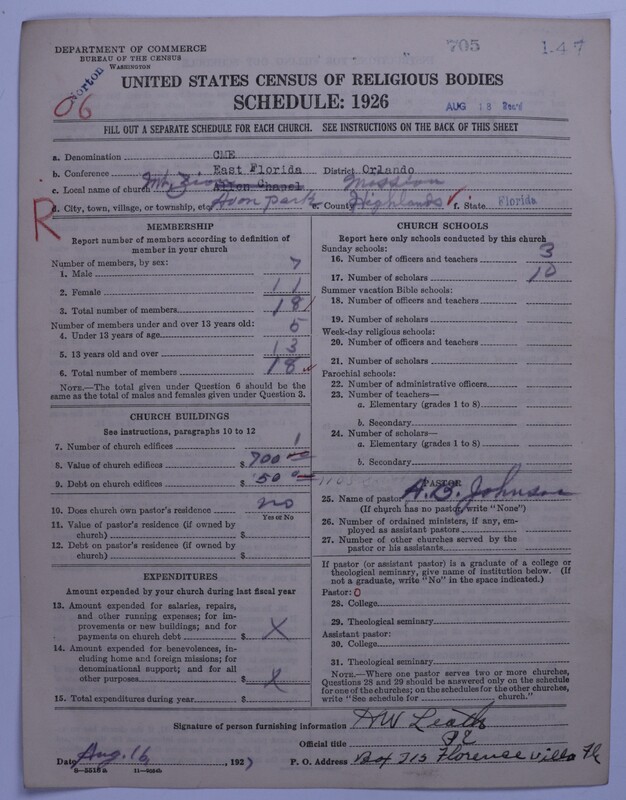 DEPARTMENT OF COMMERCE
BUREAU OF THE CENSUS
WASHINGTON
705
147
Norton
06
UNITED STATES CENSUS OF RELIGIOUS BODIES
SCHEDULE: 1926
AUG 18 Rec'd
FILL OUT A SEPARATE SCHEDULE FOR EACH CHURCH. SEE INSTRUCTIONS ON THE BACK OF THIS SHEET
a. Denomination CME
b. Conference East Florida District Orlando
c. Local name of church Mt. Zion Chapel Mission
R
d. City, town, village, or township, etc. Avon Park e. County Highlands f. State Florida
MEMBERSHIP
Report number of members according to definition of member in your church
Number of members, by sex:
1. Male 7
2. Female 11
3. Total number of members 18
Number of members under and over 13 years old:
4. Under 13 years of age 5
5. 13 years old and over 13
6. Total number of members 18
NOTE.—The total given under Question 6 should be the same as the total of males and females given under Question 3.
CHURCH BUILDINGS
See instructions, paragraphs 10 to 12
7. Number of church edifices 1
8. Value of church edifices $ 700 00
9. Debt on church edifices $ 50 00
10. Does church own pastor's residence no
Yes or No
11. Value of pastor's residence (if owned by church) $
12. Debt on pastor's residence (if owned by church) $
EXPENDITURES
Amount expended by your church during last fiscal year
13. Amount expended for salaries, repairs, and other running expenses; for improvements or new buildings; and for payments on church debt $ X
14. Amount expended for benevolences, including home and foreign missions; for denominational support; and for all other purposes $ X
15. Total expenditures during year $
CHURCH SCHOOLS
Report here only schools conducted by this church
Sunday schools:
16. Number of officers and teachers 3
17. Number of scholars 10
Summer vacation Bible schools:
18. Number of officers and teachers
19. Number of scholars
Week-day religious schools:
20. Number of officers and teachers
21. Number of scholars
Parochial schools:
22. Number of administrative officers
23. Number of teachers—
a. Elementary (grades 1 to 8)
b. Secondary
24. Number of scholars—
a. Elementary (grades 1 to 8)
b. Secondary
PASTOR
25. Name of pastor A.B. Johnson
(If church has no pastor, write "None")
26. Number of ordained ministers, if any, employed as assistant pastors
27. Number of other churches served by the pastor or his assistants
If pastor (or assistant pastor) is a graduate of a college or theological seminary, give name of institution below. (If not a graduate, write "No" in the space indicated.)
Pastor: 0
28. College
29. Theological seminary
Assistant pastor:
30. College
31. Theological seminary
NOTE.—Where one pastor serves two or more churches, Questions 28 and 29 should be answered only on the schedule for one of the churches; on the schedules for the other churches, write "See schedule for church."
Signature of person furnishing information A W Leath
Official title P E
Date Aug. 16, 192 P. O. Address Box 715 Florence Villa Fla